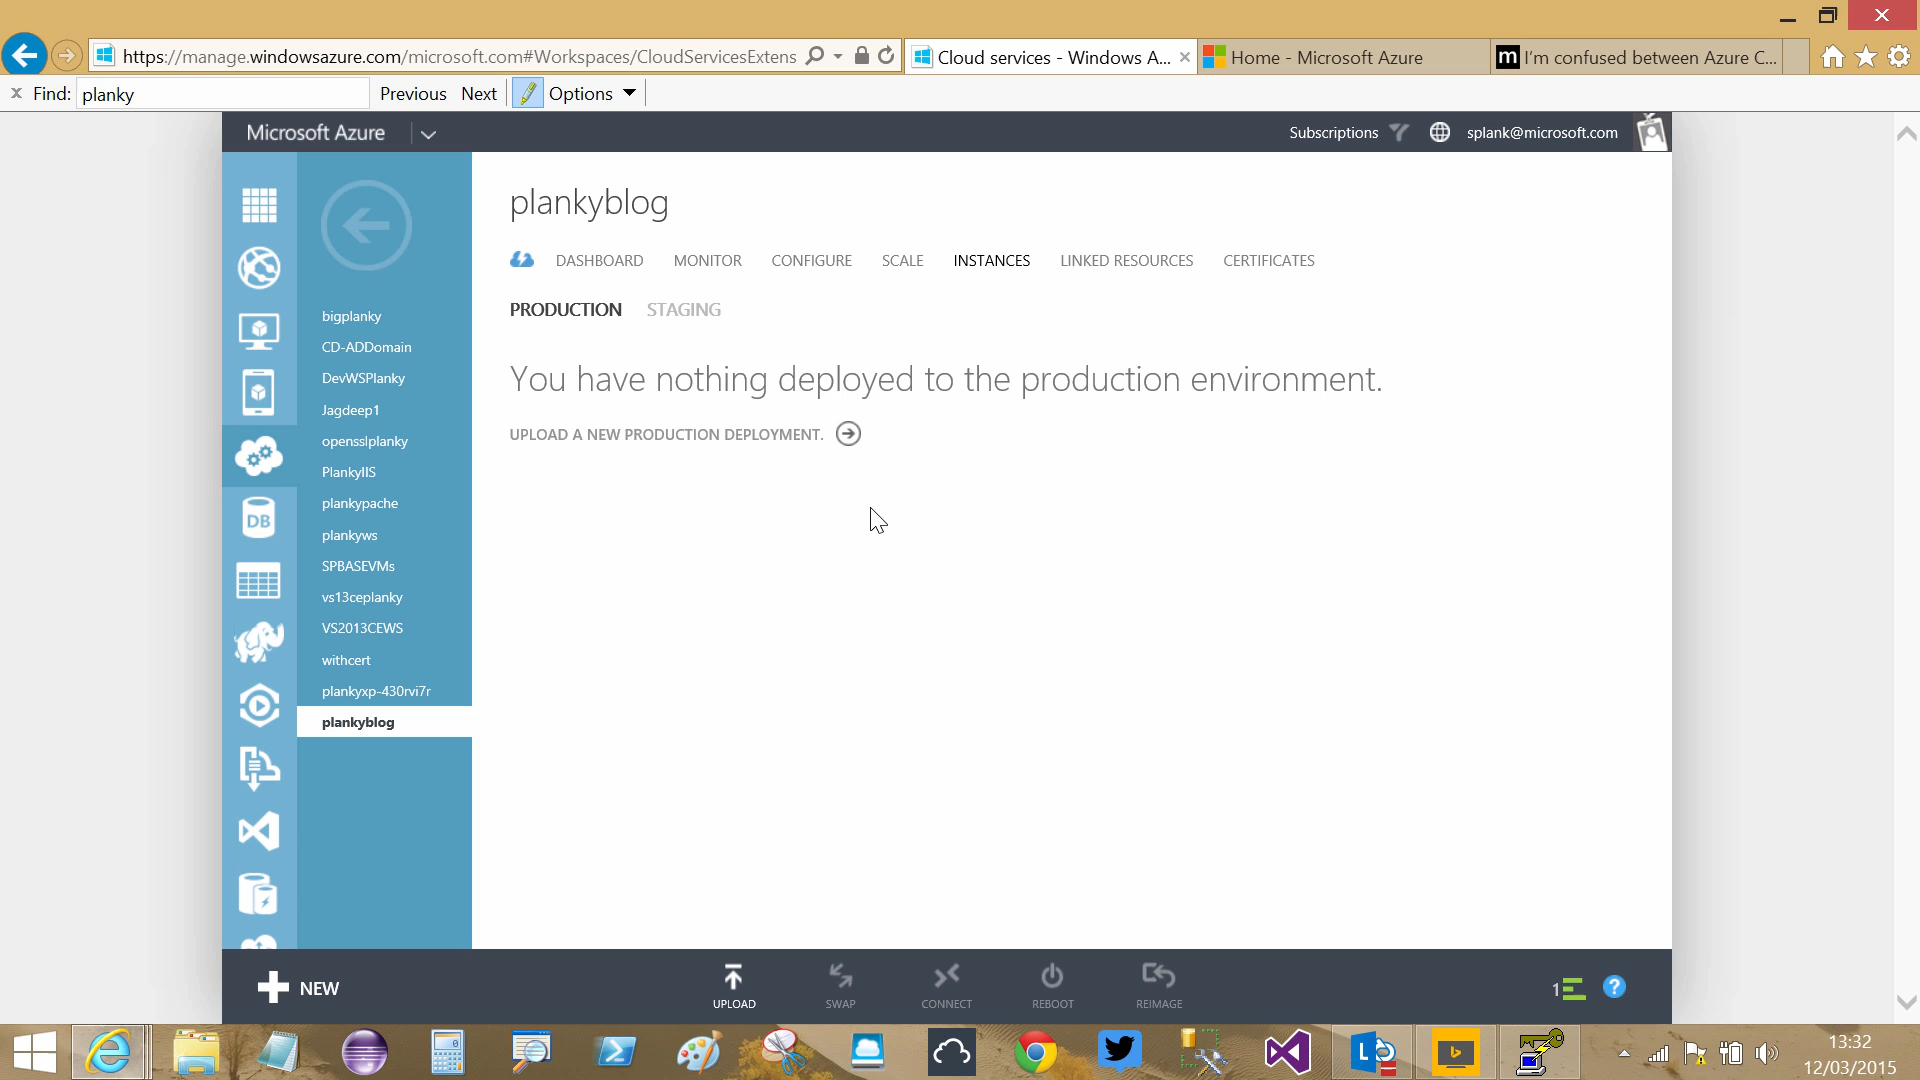 https://manage.windowsazure.com/microsoft.com#Workspaces/CloudServicesExtens
Cloud services - Windows A...
Home - Microsoft Azure
m I'm confused between Azure C...
x Find: planky Previous Next Options
Microsoft Azure
Subscriptions splank@microsoft.com
plankyblog
DASHBOARD MONITOR CONFIGURE SCALE INSTANCES LINKED RESOURCES CERTIFICATES
PRODUCTION STAGING
You have nothing deployed to the production environment.
UPLOAD A NEW PRODUCTION DEPLOYMENT.
bigplanky
CD-ADDomain
DevWSPlanky
Jagdeep1
opensslplanky
PlankyIIS
plankypache
plankyws
SPBASEVMs
vs13ceplanky
VS2013CEWS
withcert
plankyxp-430rvi7r
plankyblog
DB
NEW
UPLOAD SWAP CONNECT REBOOT REIMAGE
1
?
13:32
12/03/2015